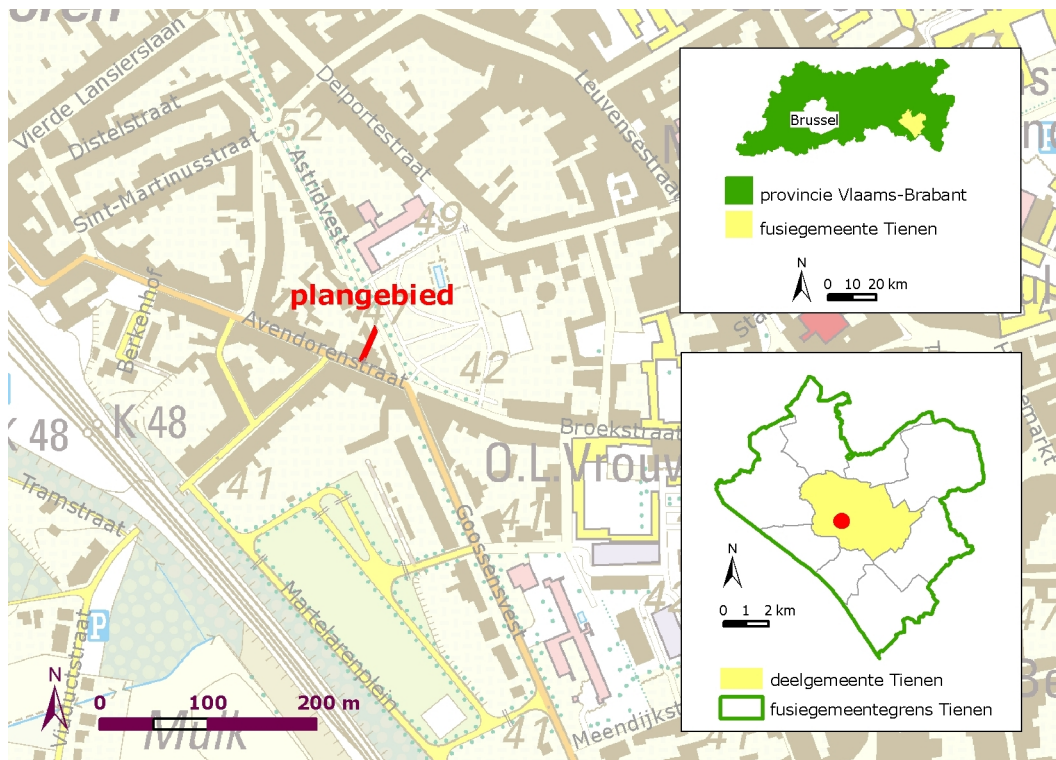 Vierde Lansierslaan
Distelstraat
Sint-Martinusstraat
52
Astridvest
Delportestraat
Leuvensestraat
49
plangebied
Avendorenstraat
Berkenhof
42
Broekstraat
K 48
K 48
O.L.Vrouw
41
41
Tramstraat
Goossensvest
Martelarenplein
P
Viaductstraat
Mulk
41
Meendijkst
47
N
0 100 200 m
Brussel
provincie Vlaams-Brabant
fusiegemeente Tienen
N
0 10 20 km
N
0 1 2 km
deelgemeente Tienen
fusiegemeentegrens Tienen